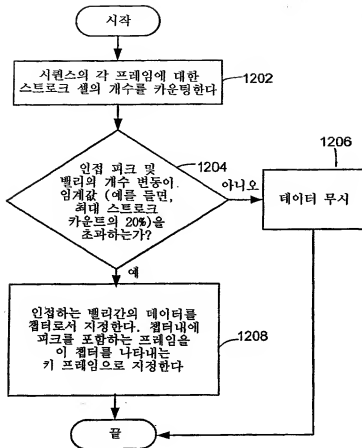 시작
시퀀스의 각 프레임에 대한
스트로크 셀의 개수를 카운팅한다
1202
1204
인접 피크 및
밸리의 개수 변동이
임계값 (예를 들면,
최대 스트로크
카운트의 20%)을
초과하는가?
아니오
1206
데이터 무시
예
인접하는 밸리간의 데이터를
챕터로서 지정한다. 챕터내에
피크를 포함하는 프레임을
이 챕터를 나타내는
키 프레임으로 지정한다
1208
끝